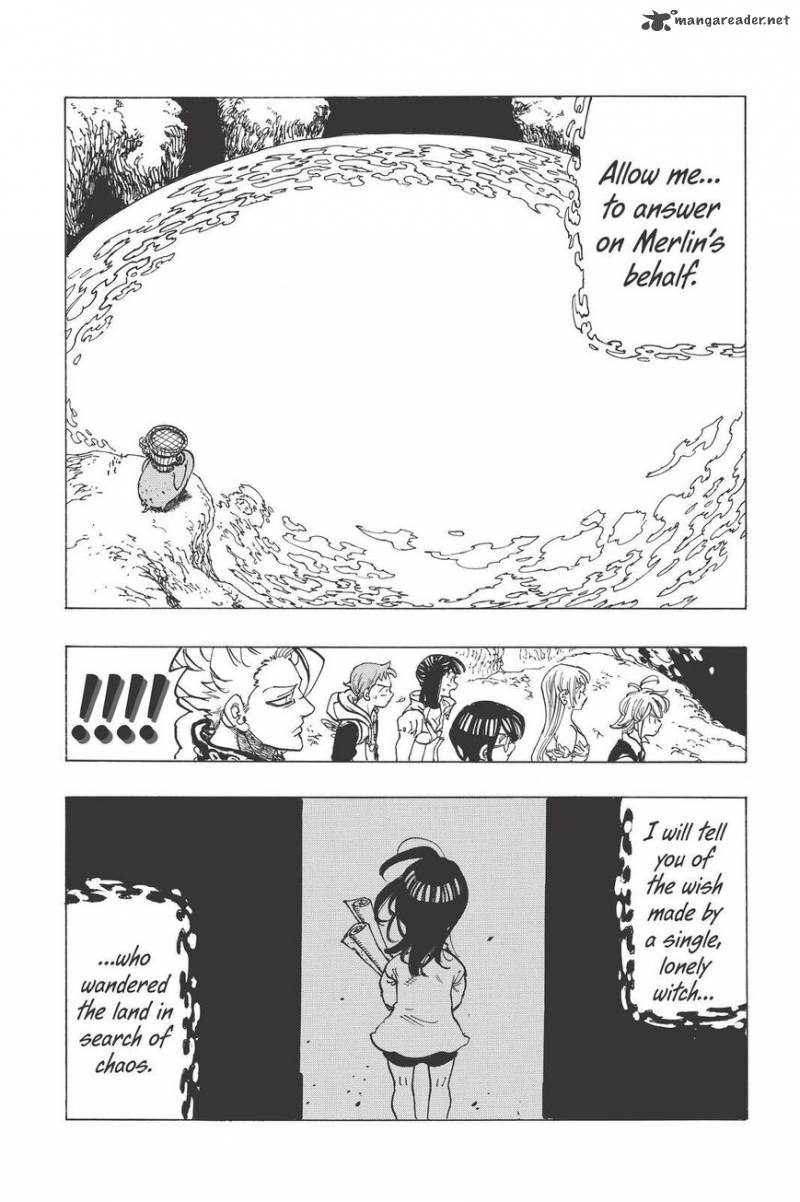 mangareader.net
Allow me...
to answer
on Merlin's
behalf.
!!!!
I will tell
you of
the wish
made by
a single,
lonely
witch...
...who
wandered
the land in
search of
chaos.